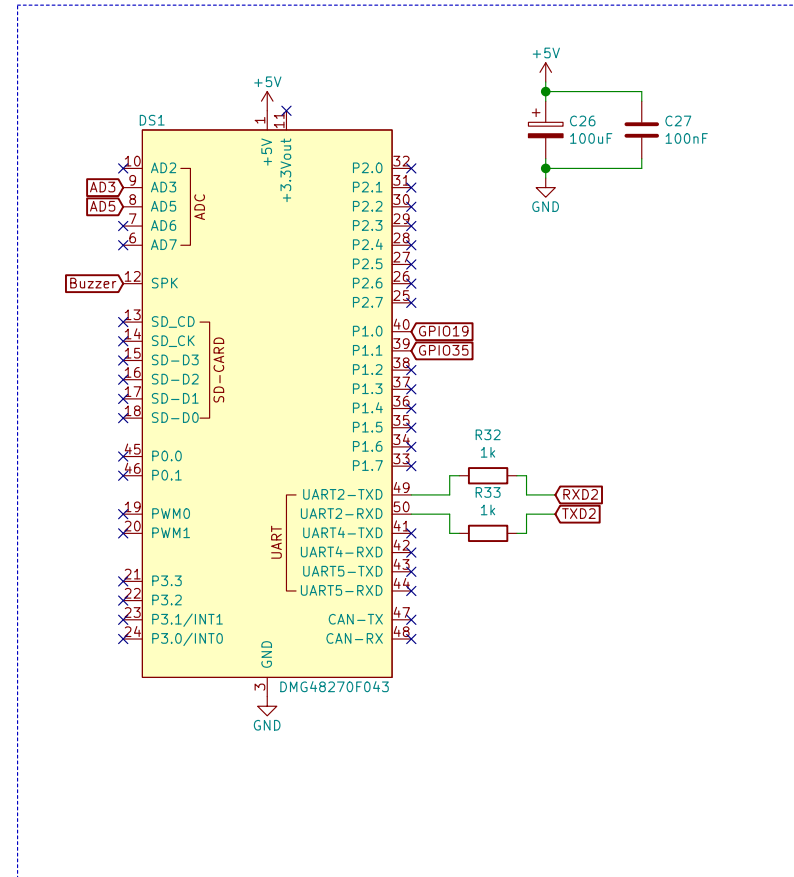 +5V
+5V
DS1
1
11
+5V
+3.3Vout
C26
100uF
C27
100nF
+
GND
10 AD2
AD3 9 AD3
AD5 8 AD5
7 AD6
6 AD7
ADC
Buzzer 12 SPK
13 SD_CD
14 SD_CK
15 SD-D3
16 SD-D2
17 SD-D1
18 SD-D0
SD-CARD
45 P0.0
46 P0.1
19 PWM0
20 PWM1
21 P3.3
22 P3.2
23 P3.1/INT1
24 P3.0/INT0
P2.0 32
P2.1 31
P2.2 30
P2.3 29
P2.4 28
P2.5 27
P2.6 26
P2.7 25
P1.0 40 GPIO19
P1.1 39 GPIO35
P1.2 38
P1.3 37
P1.4 36
P1.5 35
P1.6 34
P1.7 33
R32
1k
UART2-TXD 49 RXD2
R33
1k
UART2-RXD 50 TXD2
UART4-TXD 41
UART4-RXD 42
UART5-TXD 43
UART5-RXD 44
UART
CAN-TX 47
CAN-RX 48
GND
3
DMG48270F043
GND